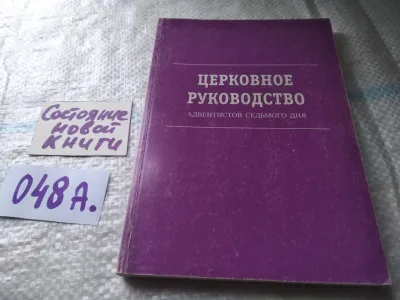 ЦЕРКОВНОЕ
РУКОВОДСТВО
АДВЕНТИСТОВ СЕДЬМОГО ДНЯ
Состояние
новой
книги
048А.